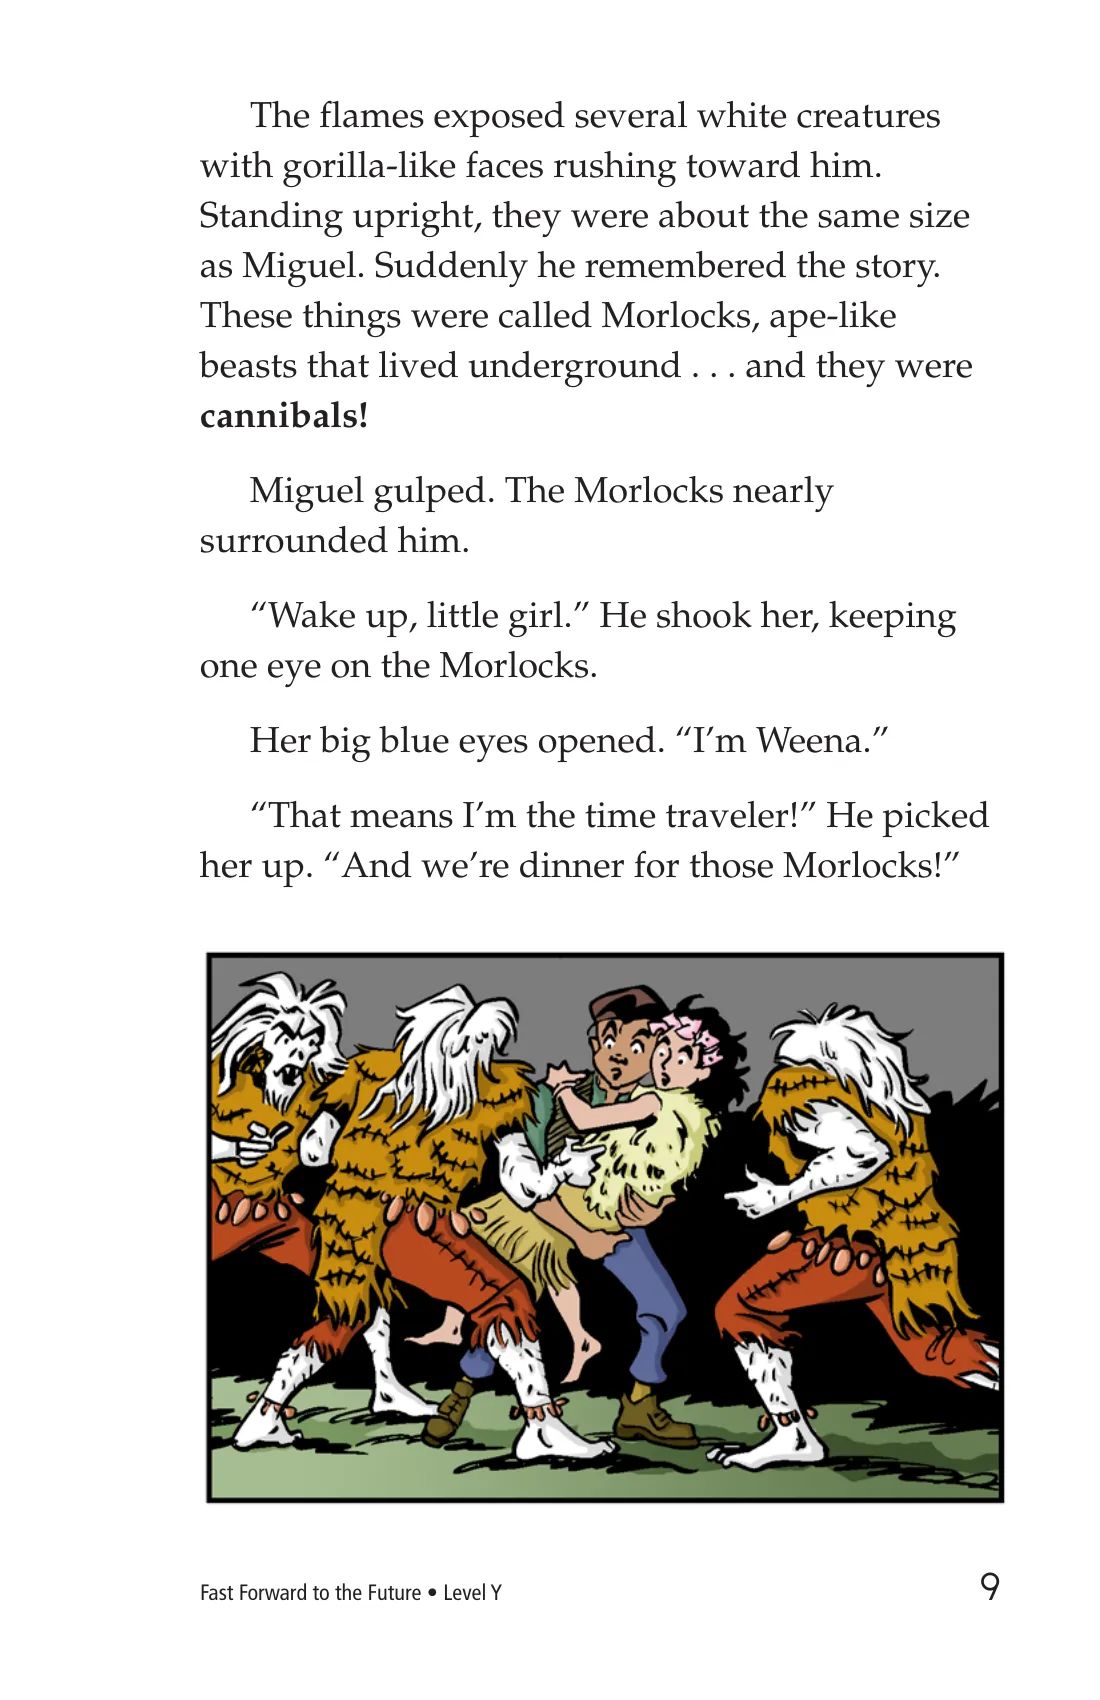 The flames exposed several white creatures
with gorilla-like faces rushing toward him.
Standing upright, they were about the same size
as Miguel. Suddenly he remembered the story.
These things were called Morlocks, ape-like
beasts that lived underground . . . and they were
cannibals!
Miguel gulped. The Morlocks nearly
surrounded him.
“Wake up, little girl.” He shook her, keeping
one eye on the Morlocks.
Her big blue eyes opened. “I’m Weena.”
“That means I’m the time traveler!” He picked
her up. “And we’re dinner for those Morlocks!”
Fast Forward to the Future • Level Y
9